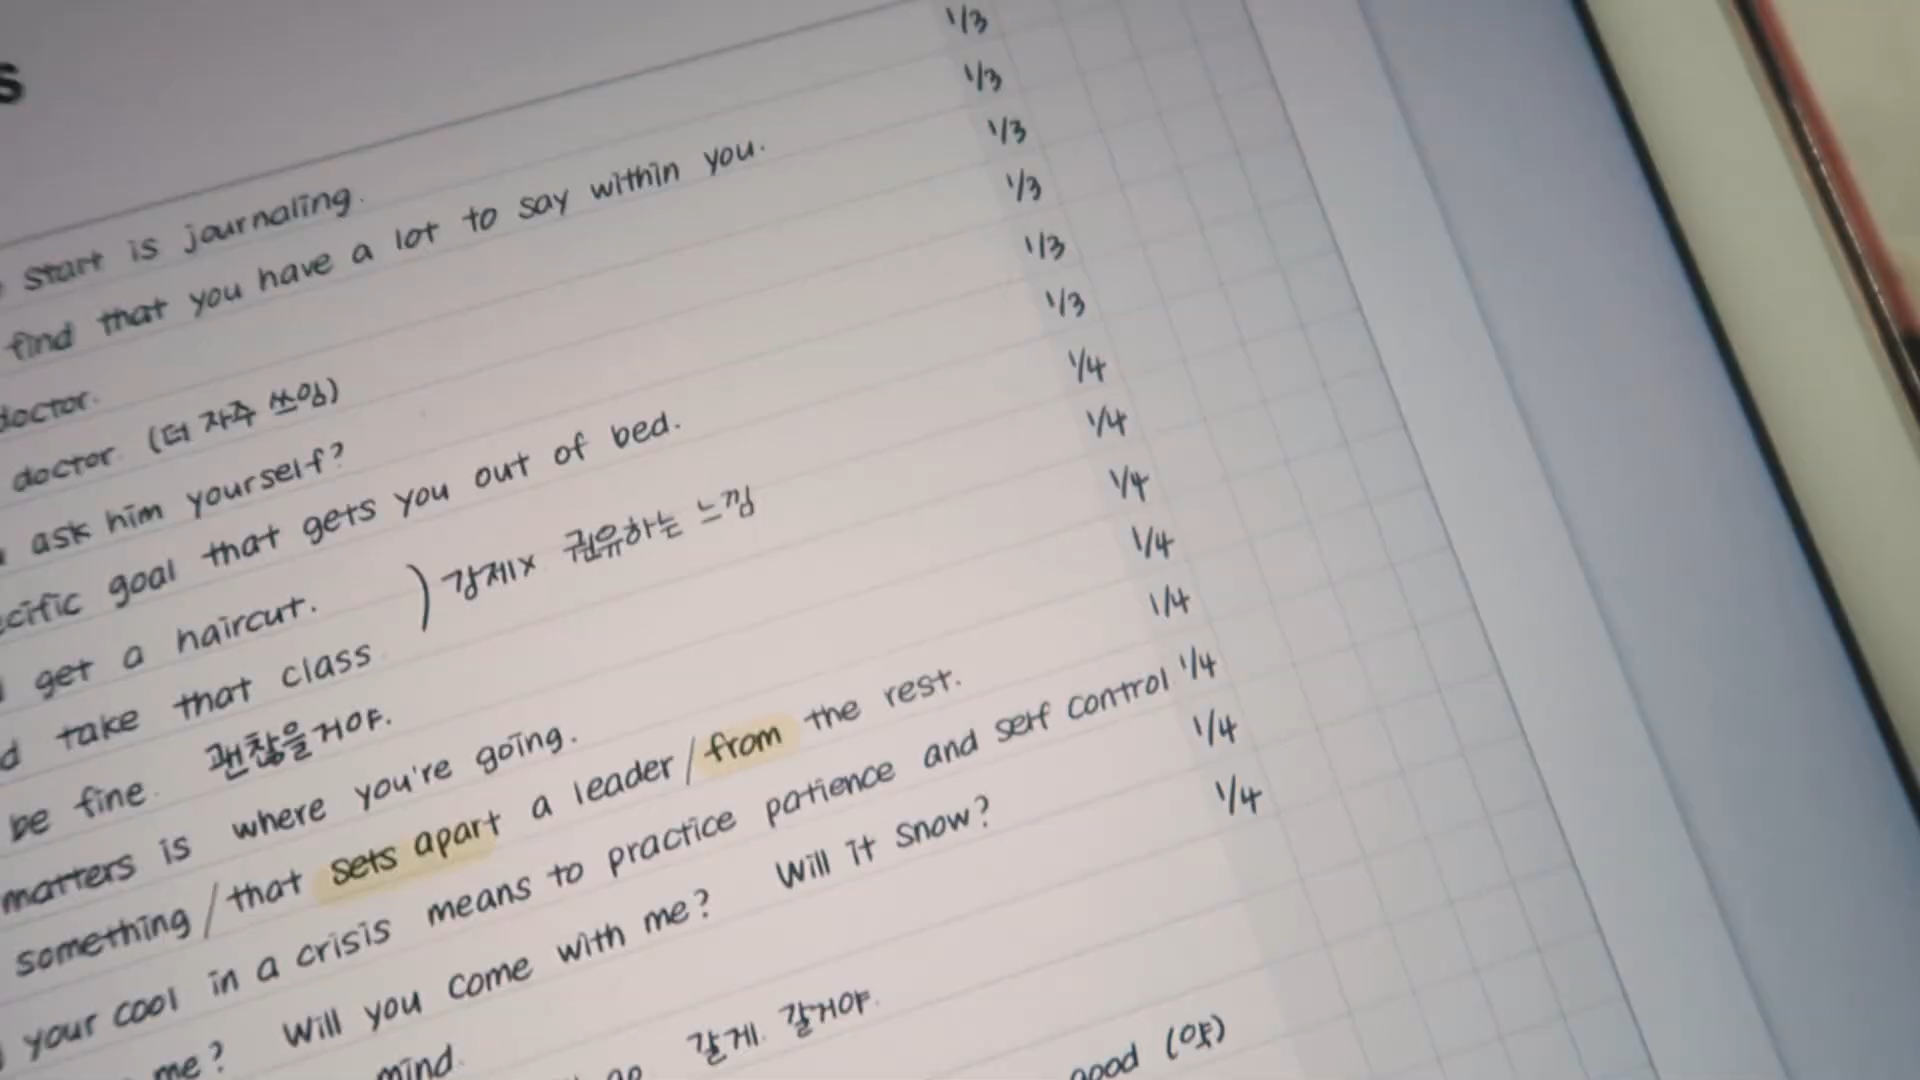 s
1/3
1/3
start is journaling. 1/3
find that you have a lot to say within you. 1/3
doctor. 1/3
doctor. (더 자주 쓰임) 1/3
ask him yourself? 1/4
goal that gets you out of bed. 1/4
get a haircut. ) 강제x 권유하는 느낌 1/4
take that class 1/4
be fine. 괜찮을거야. 1/4
matters is where you're going. 1/4
something / that sets apart a leader / from the rest. 1/4
your cool in a crisis means to practice patience and self control 1/4
me? Will you come with me? Will it snow?
mind.
go 갈게. 갈거야.
good (약)